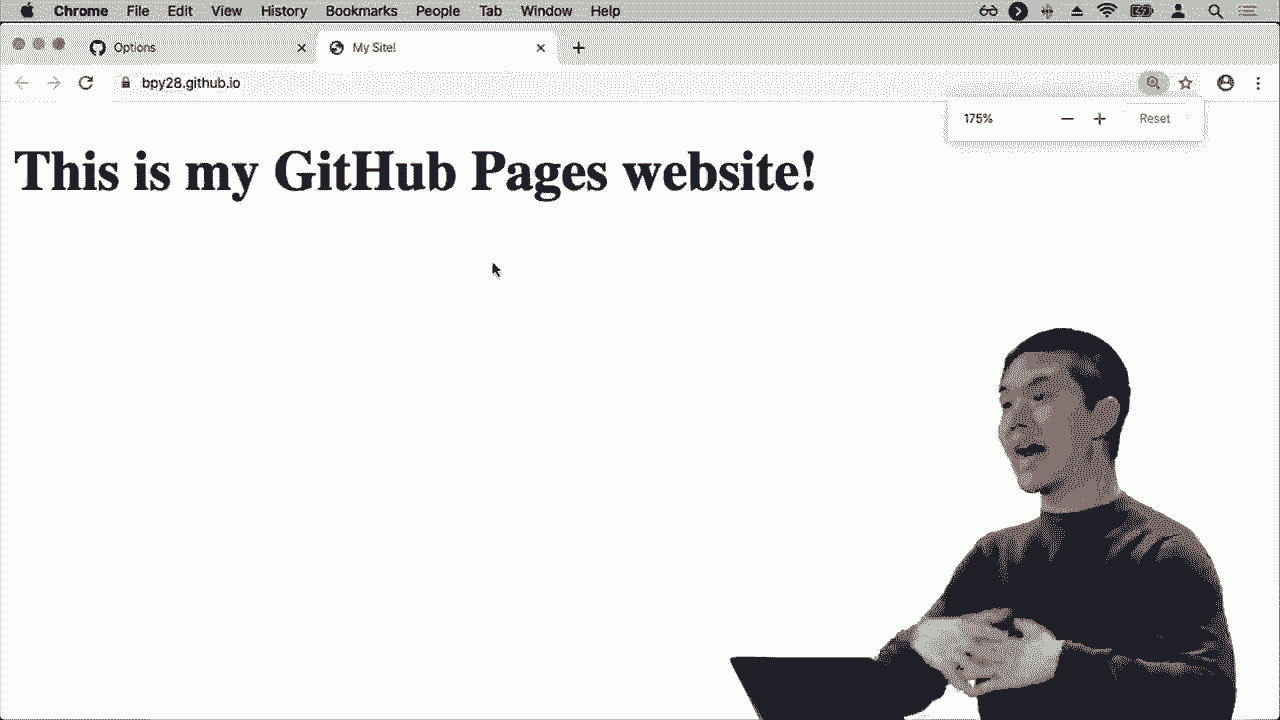 Chrome File Edit View History Bookmarks People Tab Window Help
Options
My Site!
bpy28.github.io
175%
Reset
This is my GitHub Pages website!